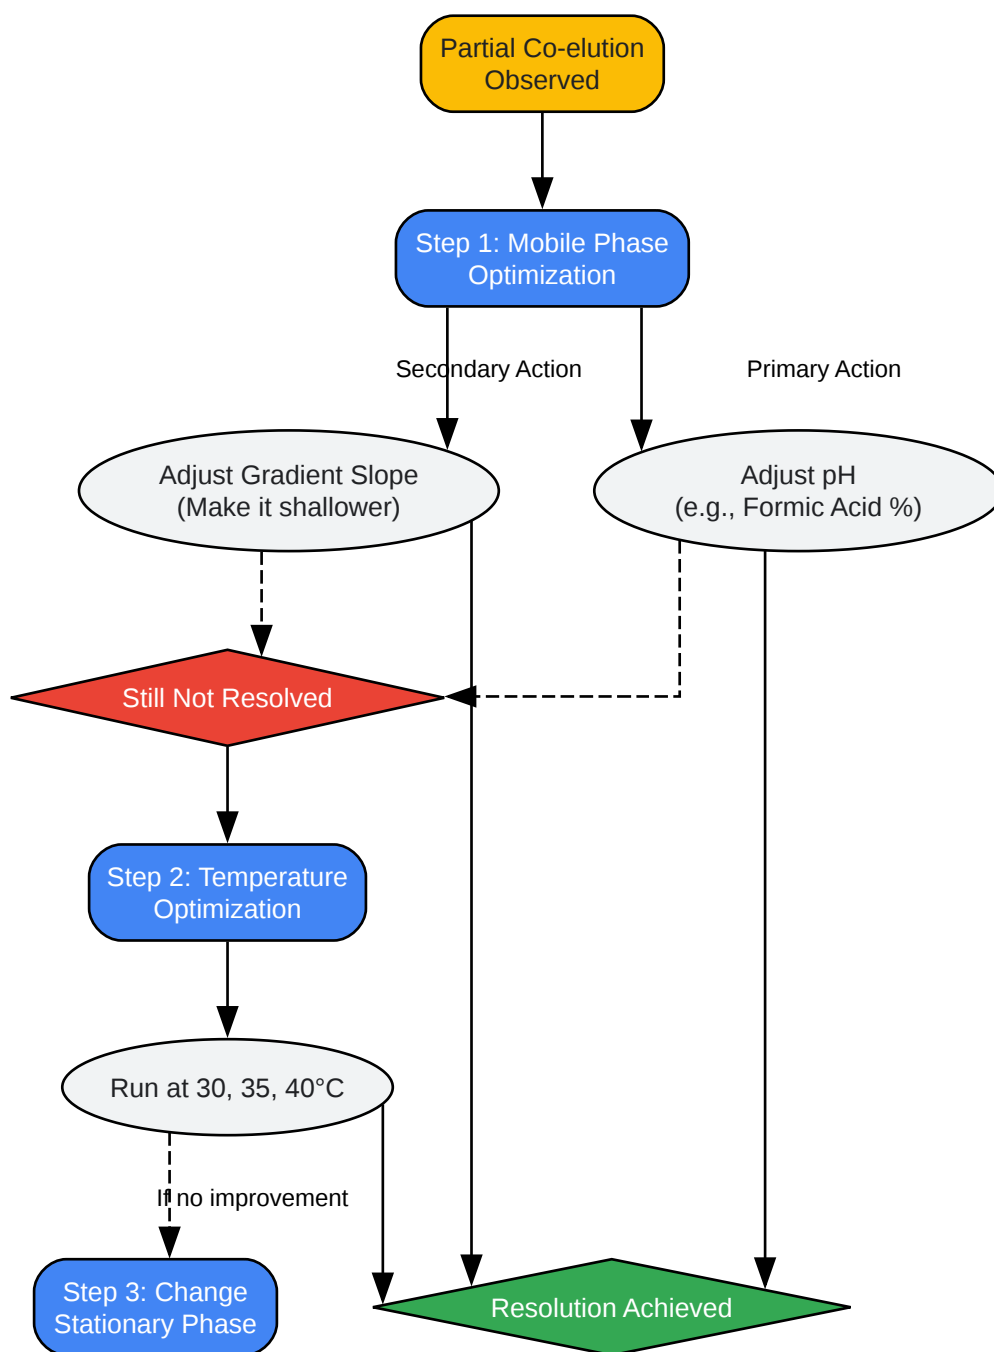 Partial Co-elution
Observed
Step 1: Mobile Phase
Optimization
Secondary Action
Primary Action
Adjust Gradient Slope
(Make it shallower)
Adjust pH
(e.g., Formic Acid %)
Still Not Resolved
Step 2: Temperature
Optimization
Run at 30, 35, 40°C
If no improvement
Step 3: Change
Stationary Phase
Resolution Achieved